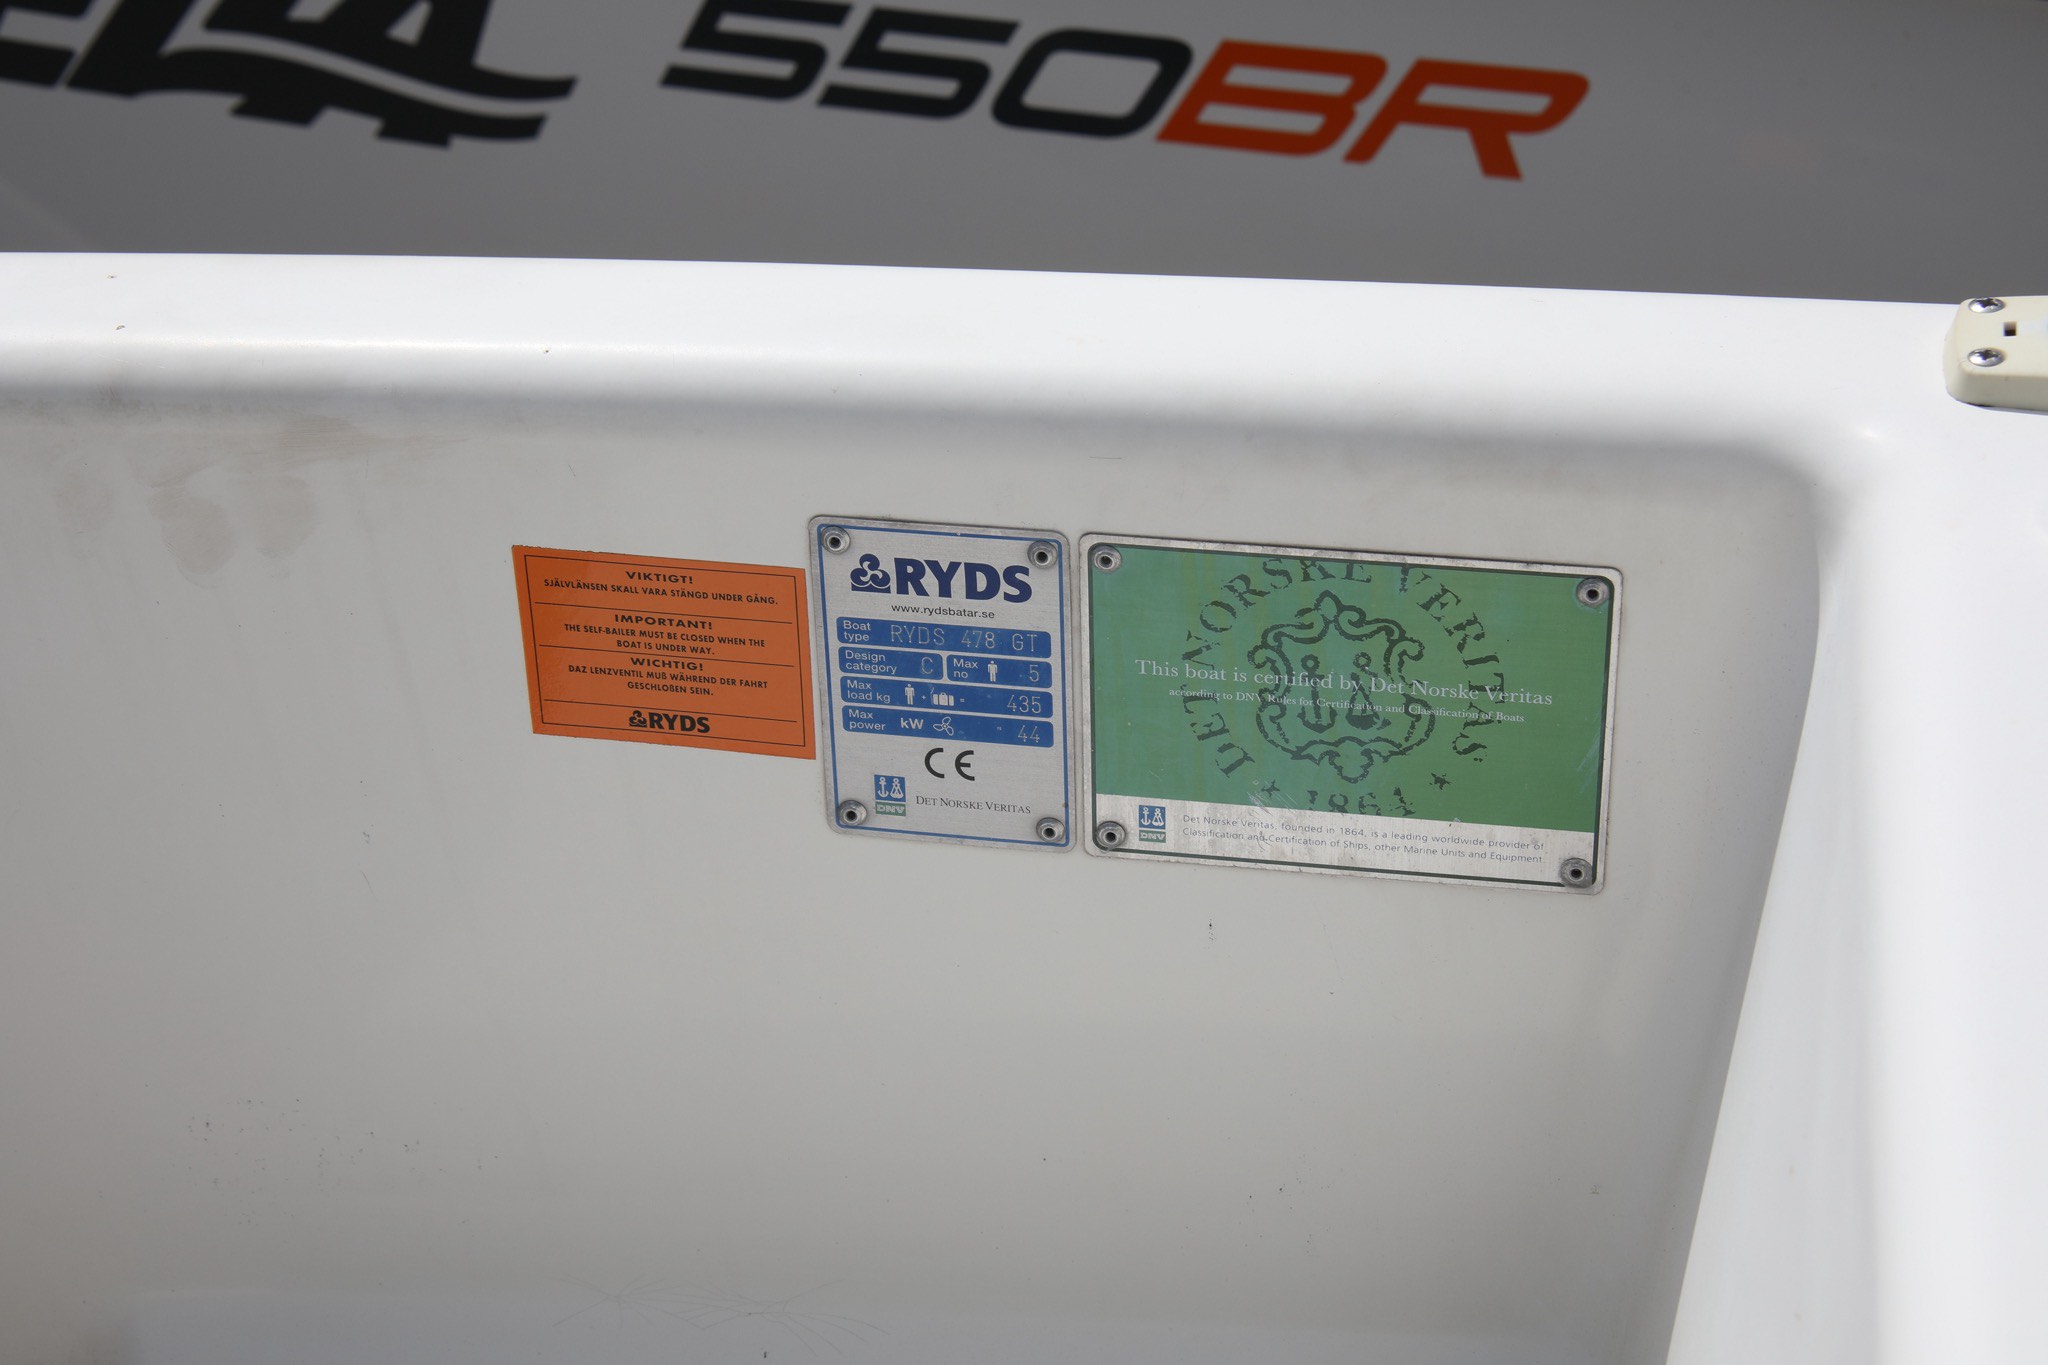 550BR
VIKTIGT!
SJÄLVLÄNSEN SKALL VARA STÄNGD UNDER GÅNG.
IMPORTANT!
THE SELF-BAILER MUST BE CLOSED WHEN THE
BOAT IS UNDER WAY.
WICHTIG!
DAZ LENZVENTIL MUß WÄHREND DER FAHRT
GESCHLOßEN SEIN.
RYDS
RYDS
www.rydsbatar.se
Boat type RYDS 478 GT
Design category C Max no 5
Max load kg + = 435
Max power kW 44
CE
DNV DET NORSKE VERITAS
DET NORSKE VERITAS
1864
This boat is certified by Det Norske Veritas
according to DNV Rules for Certification and Classification of Boats
DNV
Det Norske Veritas, founded in 1864, is a leading worldwide provider of
Classification and Certification of Ships, other Marine Units and Equipment